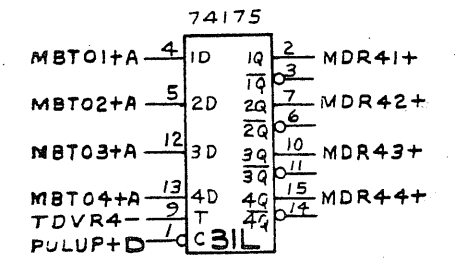 74175
MBT01+A 4 1D 1Q 2 MDR41+
1Q 3
MBT02+A 5 2D 2Q 7 MDR42+
2Q 6
MBT03+A 12 3D 3Q 10 MDR43+
3Q 11
MBT04+A 13 4D 4Q 15 MDR44+
TDVR4- 9 T 4Q 14
PULUP+D 1 C 31L